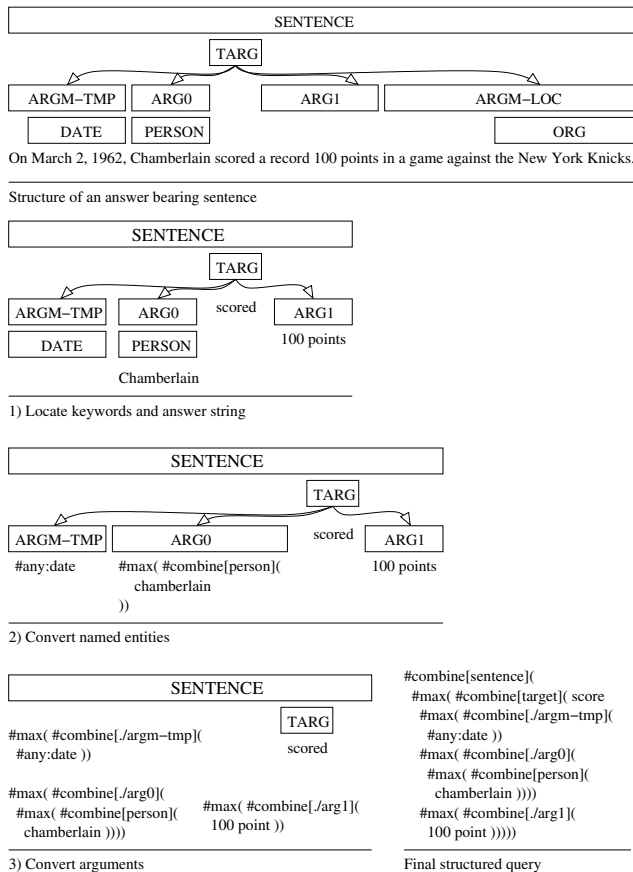 SENTENCE
TARG
ARGM−TMP ARG0 ARG1 ARGM−LOC
DATE PERSON ORG
On March 2, 1962, Chamberlain scored a record 100 points in a game against the New York Knicks.
Structure of an answer bearing sentence
SENTENCE
TARG
ARGM−TMP ARG0 scored ARG1
DATE PERSON 100 points
Chamberlain
1) Locate keywords and answer string
SENTENCE
TARG
ARGM−TMP ARG0 scored ARG1
#any:date #max( #combine[person]( 100 points
chamberlain
))
2) Convert named entities
SENTENCE
TARG
scored
#max( #combine[./argm−tmp](
#any:date ))
#max( #combine[./arg0](
#max( #combine[person](
chamberlain ))))
#max( #combine[./arg1](
100 point ))
3) Convert arguments
#combine[sentence](
#max( #combine[target]( score
#max( #combine[./argm−tmp](
#any:date ))
#max( #combine[./arg0](
#max( #combine[person](
chamberlain ))))
#max( #combine[./arg1](
100 point )))))
Final structured query